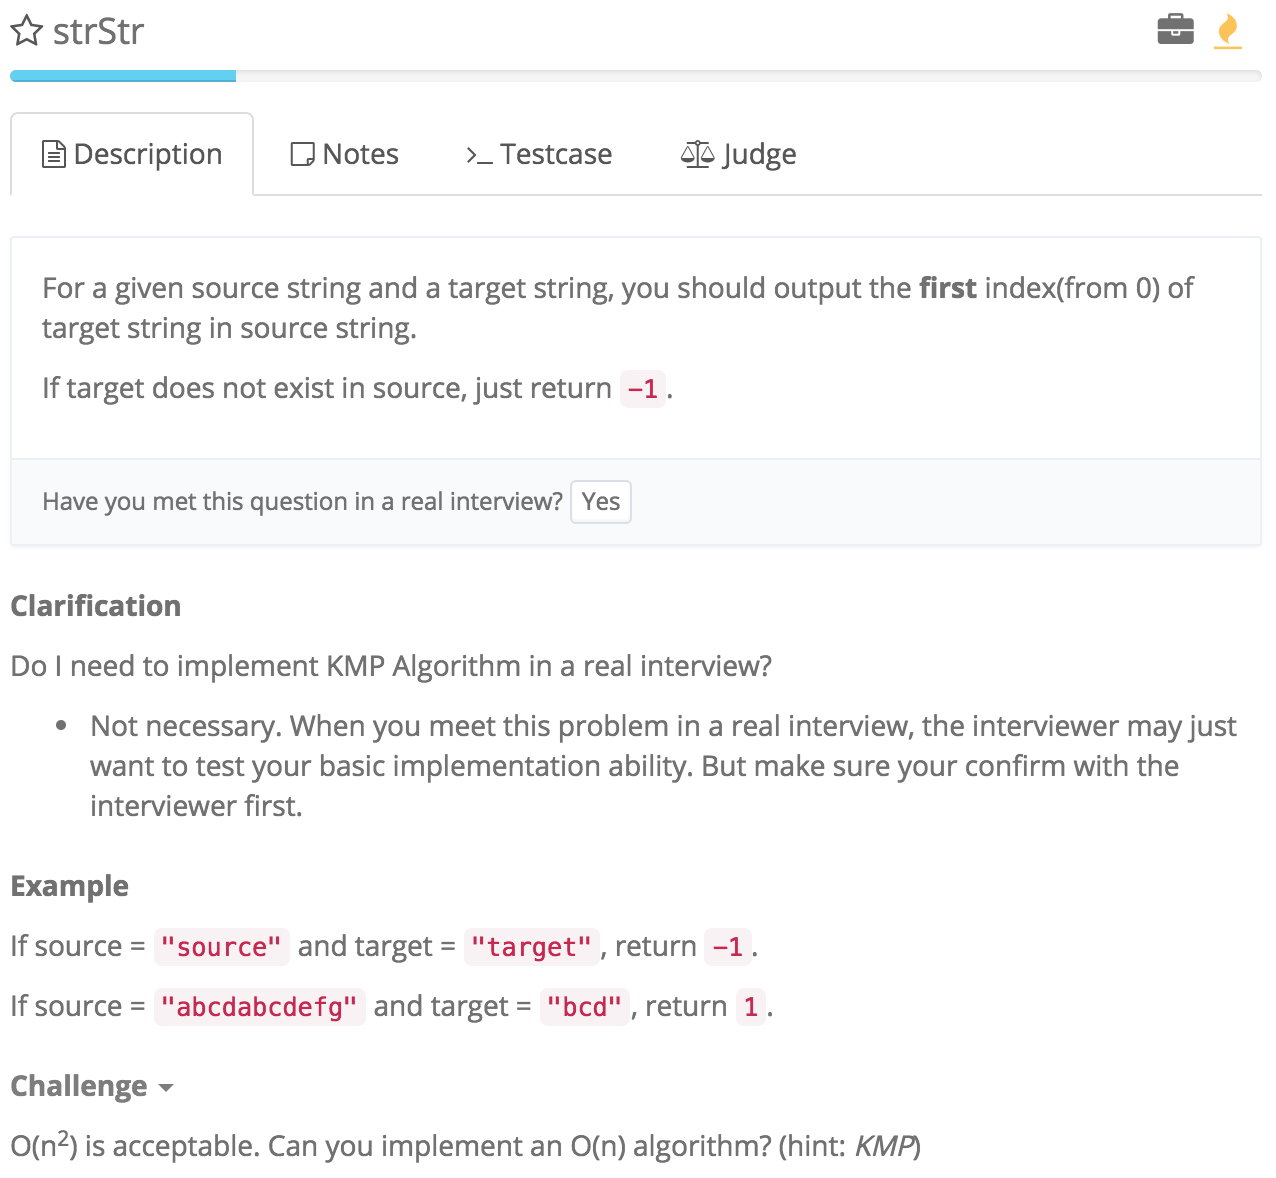 strStr
Description Notes >_ Testcase Judge
For a given source string and a target string, you should output the first index(from 0) of
target string in source string.
If target does not exist in source, just return -1.
Have you met this question in a real interview? Yes
Clarification
Do I need to implement KMP Algorithm in a real interview?
• Not necessary. When you meet this problem in a real interview, the interviewer may just
want to test your basic implementation ability. But make sure your confirm with the
interviewer first.
Example
If source = "source" and target = "target", return -1.
If source = "abcdabcdefg" and target = "bcd", return 1.
Challenge
O(n²) is acceptable. Can you implement an O(n) algorithm? (hint: KMP)